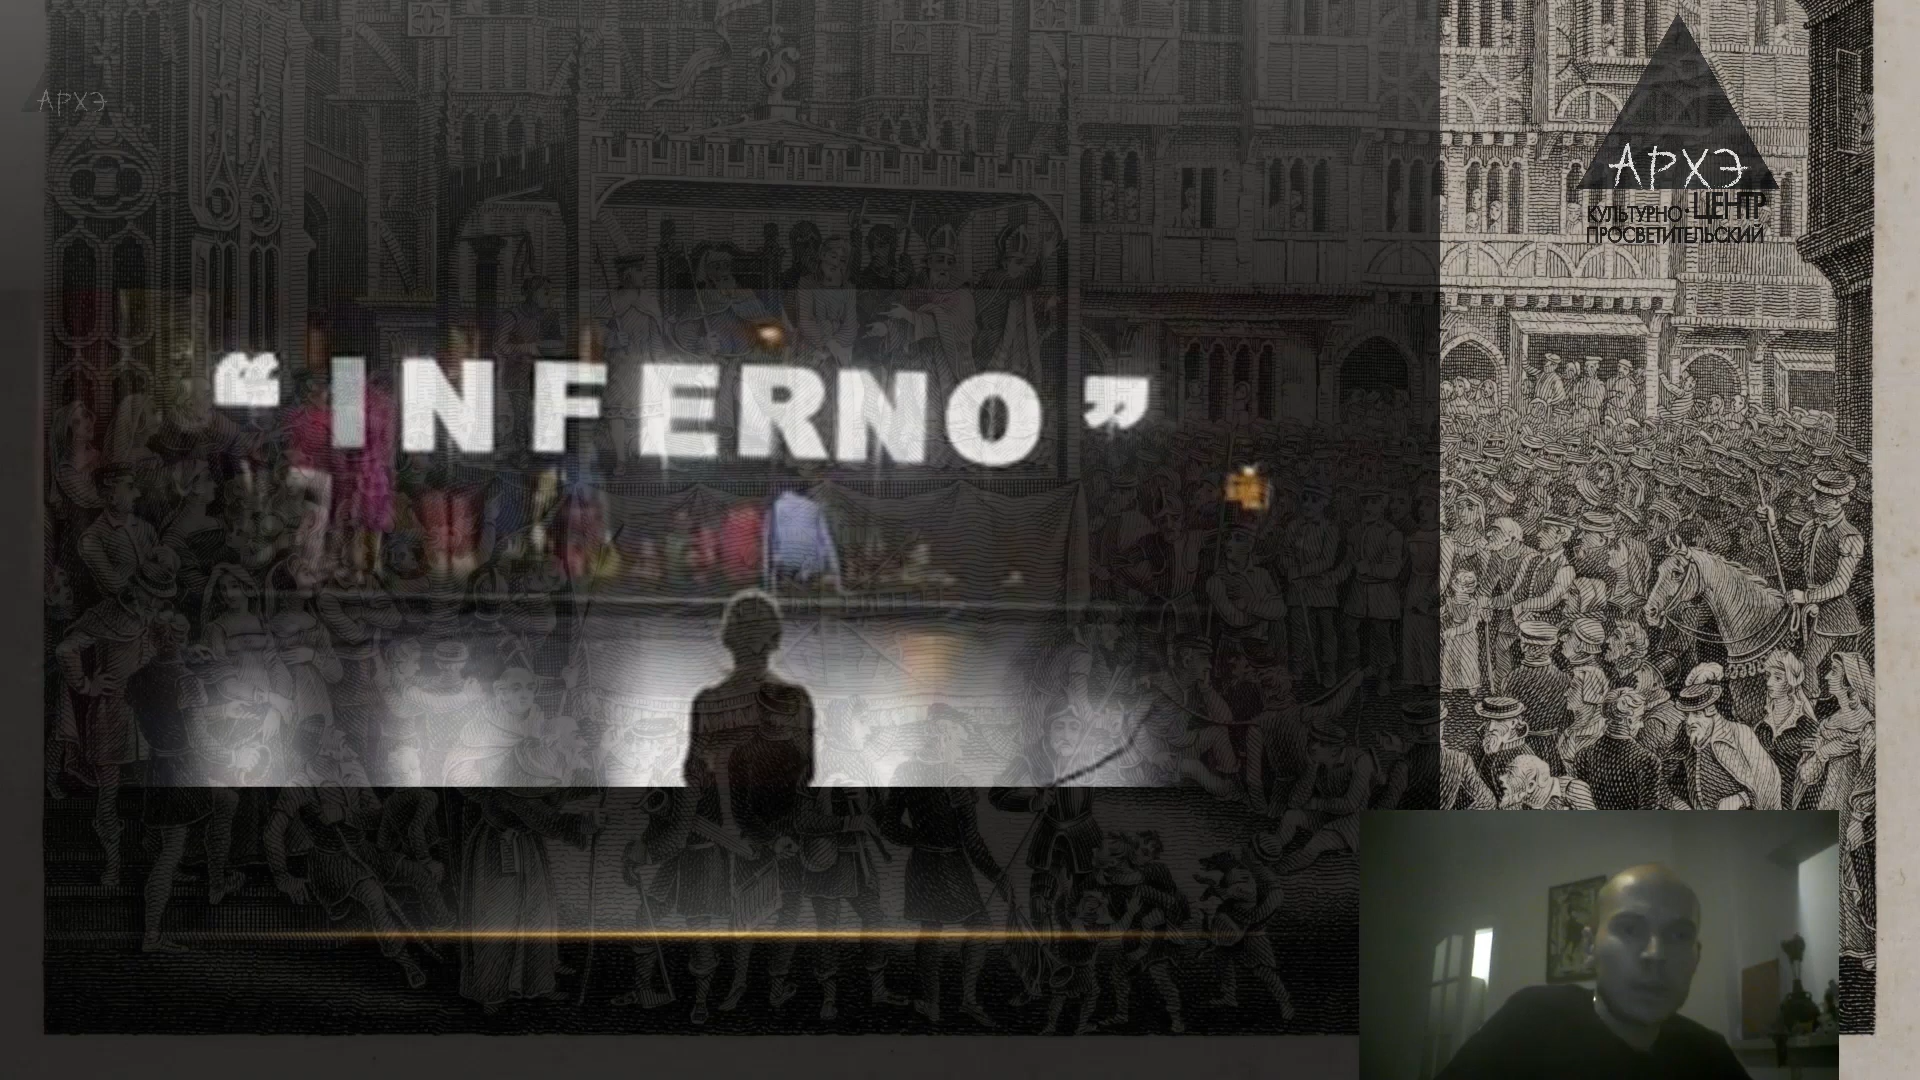 АРХЭ
АРХЭ
КУЛЬТУРНО·ЦЕНТР
ПРОСВЕТИТЕЛЬСКИЙ
“INFERNO”